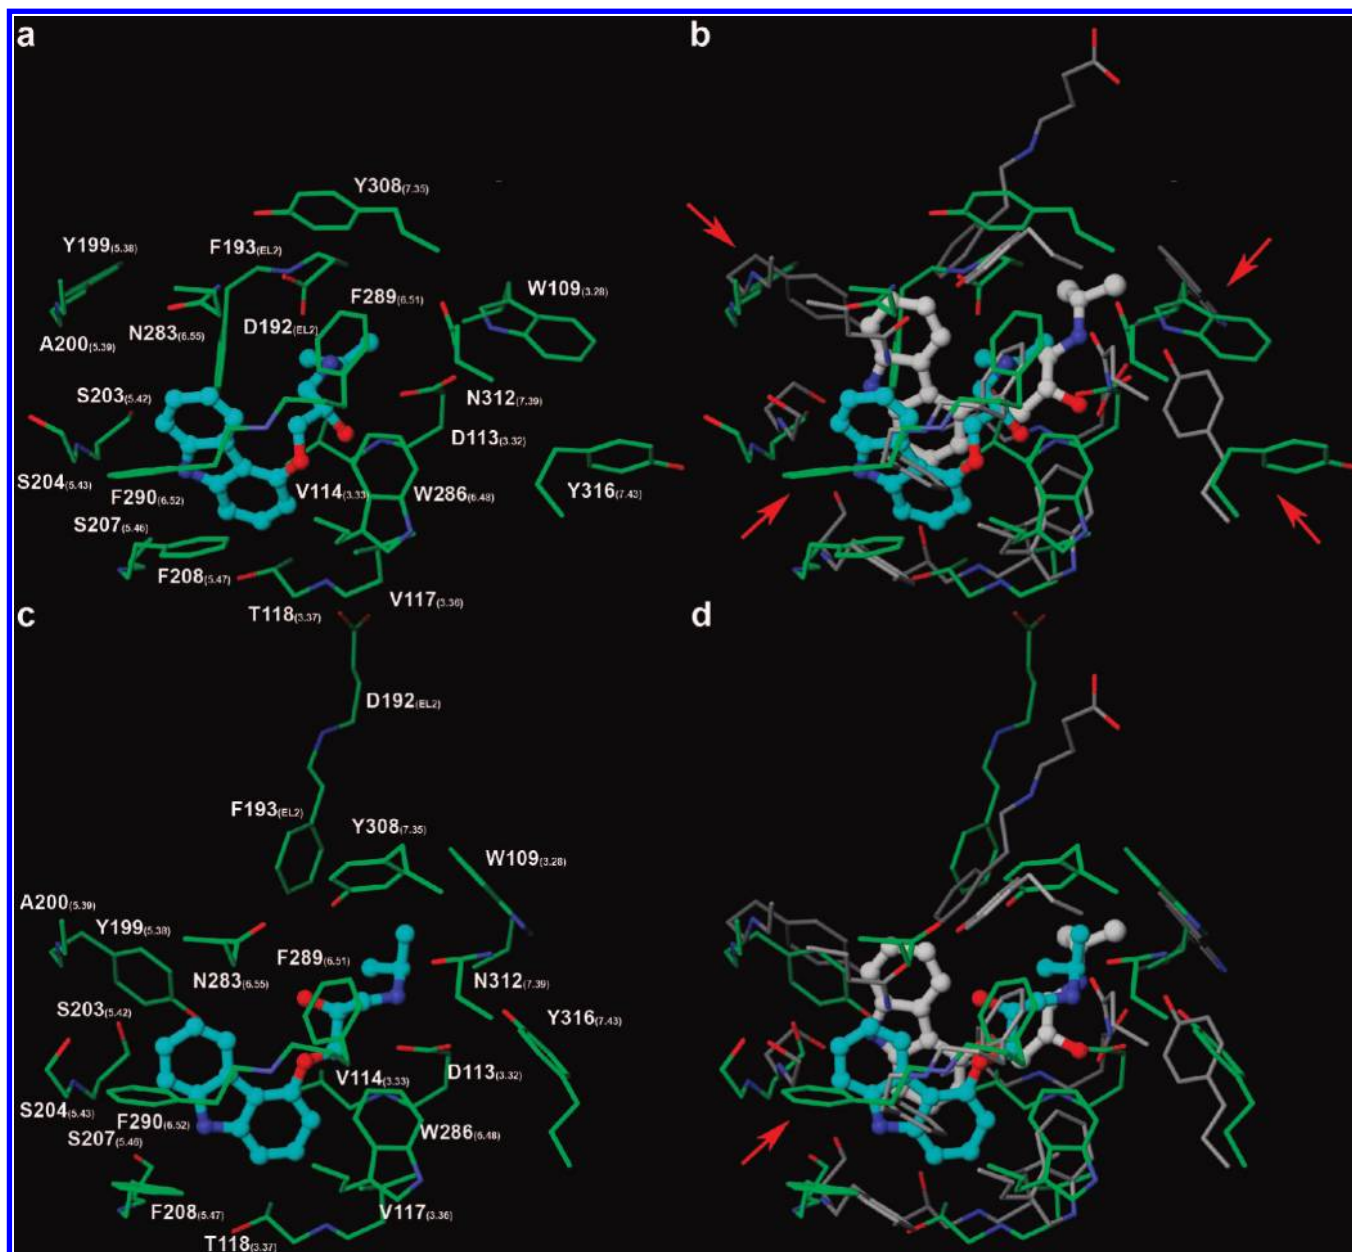 a
b
Y308(7.35)
Y199(5.38)
F193(EL2)
W109(3.28)
F289(6.51)
N283(6.55)
D192(EL2)
A200(5.39)
S203(5.42)
N312(7.39)
D113(3.32)
S204(5.43)
F290(6.52)
V114(3.33)
W286(6.48)
Y316(7.43)
S207(5.46)
F208(5.47)
V117(3.36)
T118(3.37)
c
d
D192(EL2)
F193(EL2)
Y308(7.35)
W109(3.28)
A200(5.39)
Y199(5.38)
F289(6.51)
N283(6.55)
N312(7.39)
S203(5.42)
Y316(7.43)
V114(3.33)
D113(3.32)
S204(5.43)
F290(6.52)
W286(6.48)
S207(5.46)
F208(5.47)
V117(3.36)
T118(3.37)